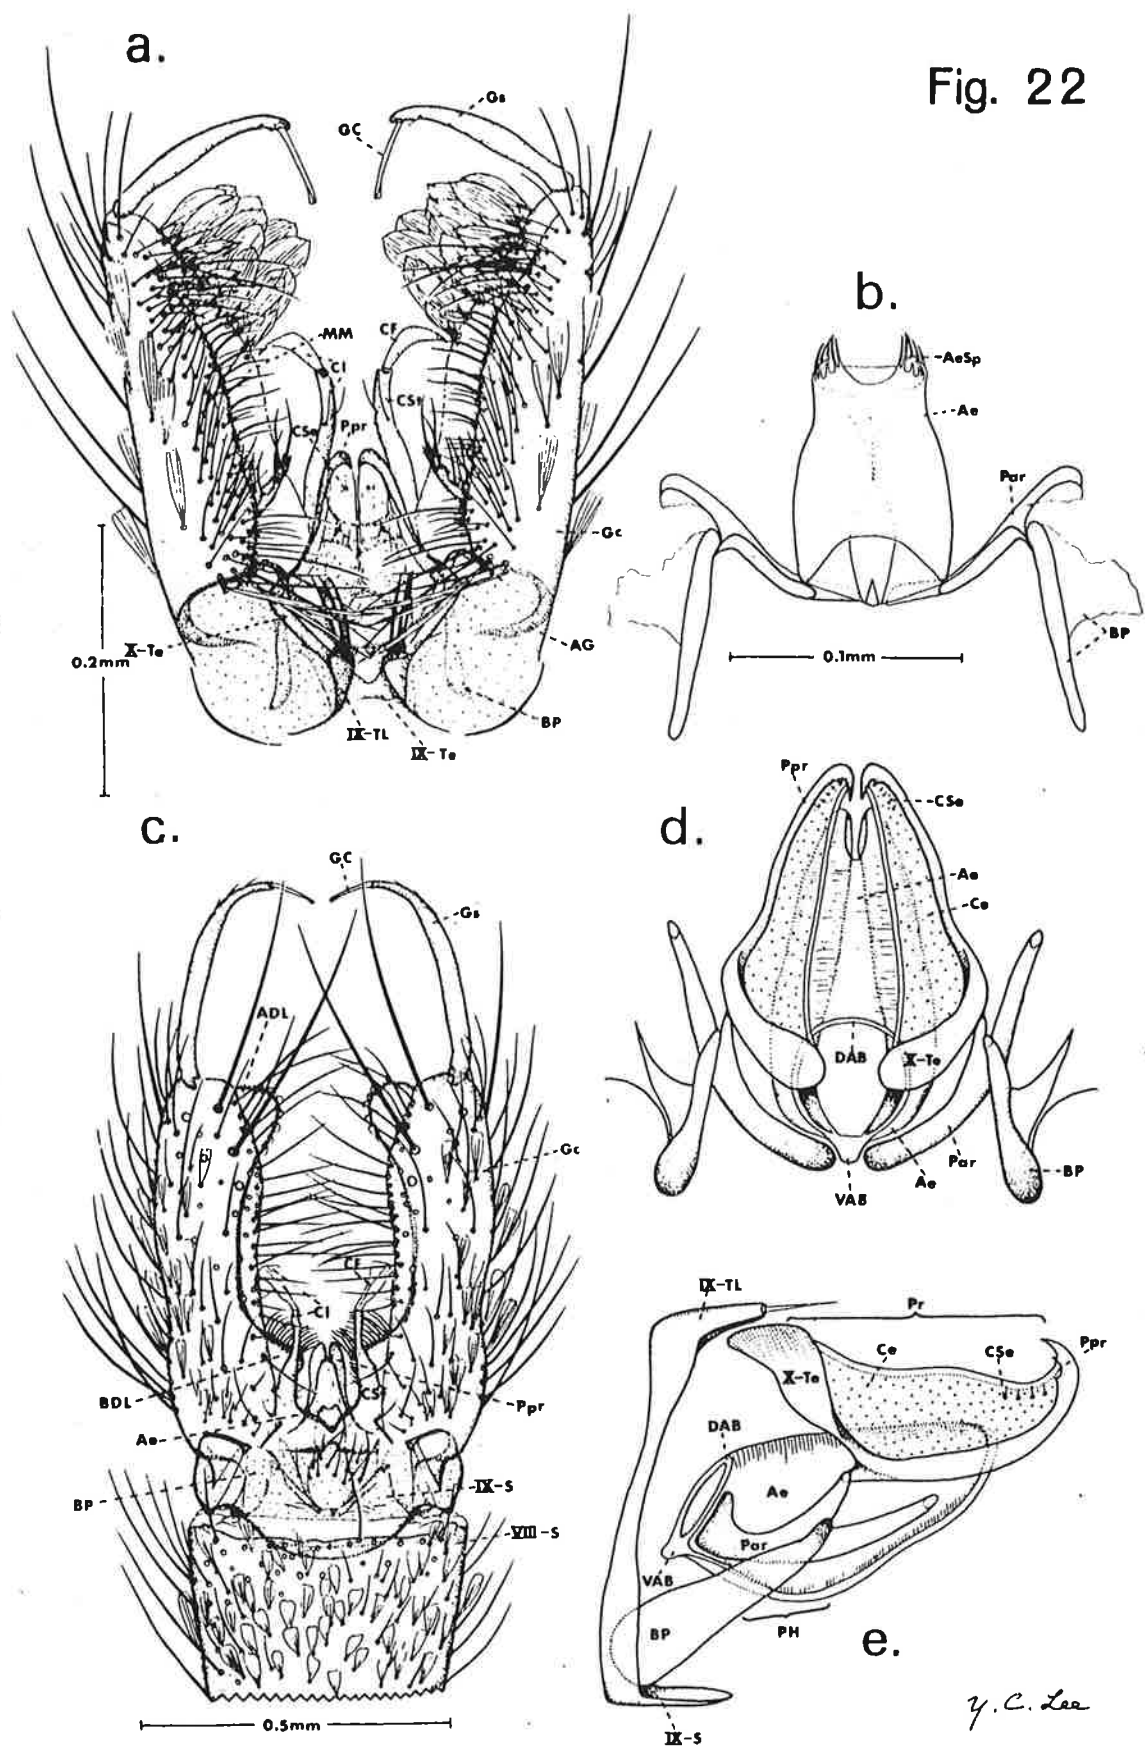 a.
Fig. 22
Gs
GC
MM
CF
CI
CSt
CSe
Ppr
Gc
X-Te
0.2mm
AG
BP
IX-TL
IX-Te
b.
AeSp
Ae
Par
BP
0.1mm
c.
GC
Gs
ADL
Gc
CF
CI
BDL
CSt
Ppr
Ae
BP
IX-S
VIII-S
0.5mm
d.
Ppr
CSe
Ae
Ce
DAB
X-Te
Par
Ae
VAB
BP
IX-TL
Pr
Ce
CSe
Ppr
X-Te
DAB
Ae
Par
VAB
BP
PH
e.
IX-S
Y. C. Lee